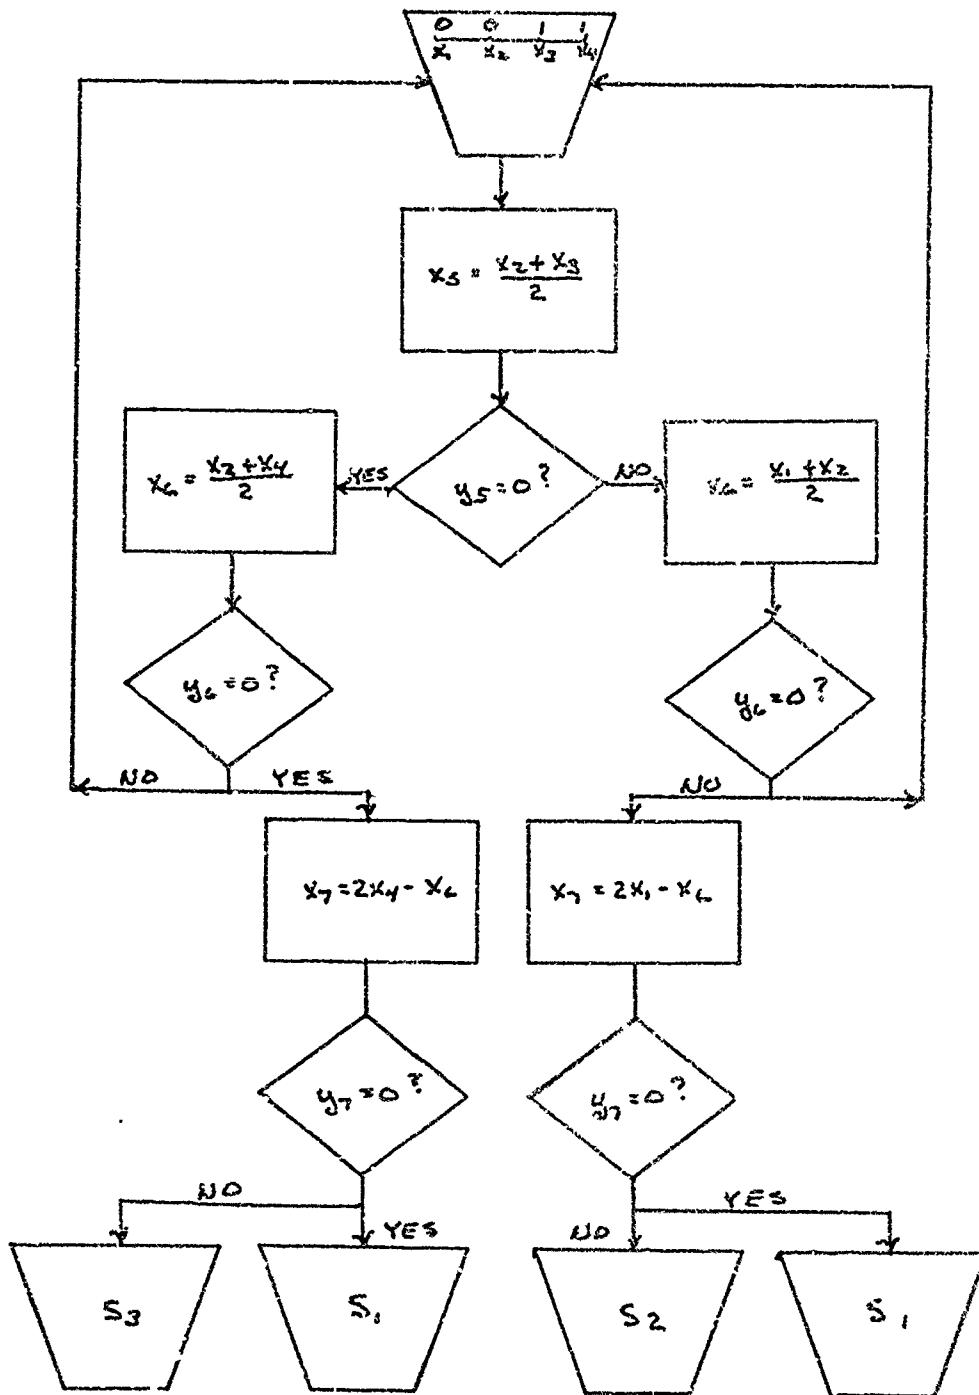 0 0 1 1
x₁ x₂ x₃ x₄
x₅ = x₂ + x₃ / 2
y₅ = 0 ?
YES
NO
x₆ = x₃ + x₄ / 2
x₆ = x₁ + x₂ / 2
y₆ = 0 ?
y₆ = 0 ?
NO
YES
NO
x₇ = 2x₄ - x₆
x₇ = 2x₁ - x₆
y₇ = 0 ?
y₇ = 0 ?
NO
YES
NO
YES
S₃
S₁
S₂
S₁